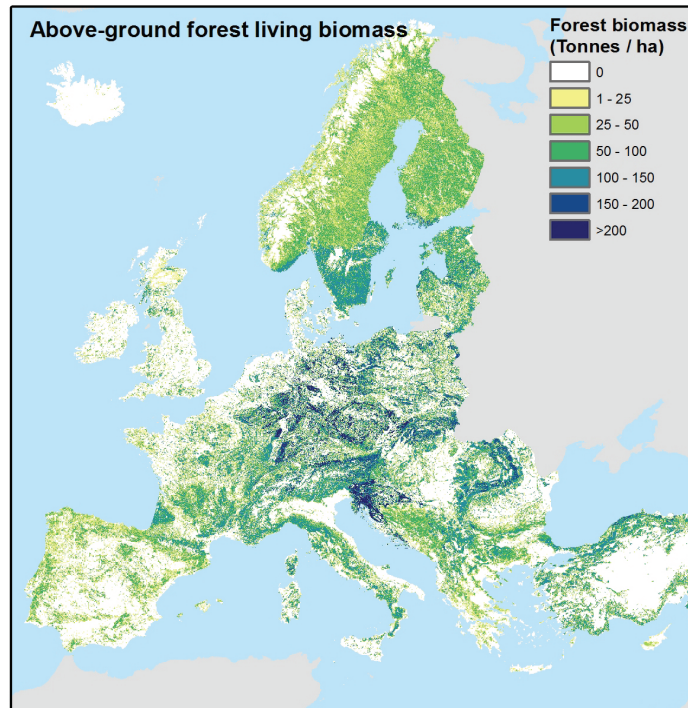 Above-ground forest living biomass
Forest biomass
(Tonnes / ha)
0
1 - 25
25 - 50
50 - 100
100 - 150
150 - 200
>200